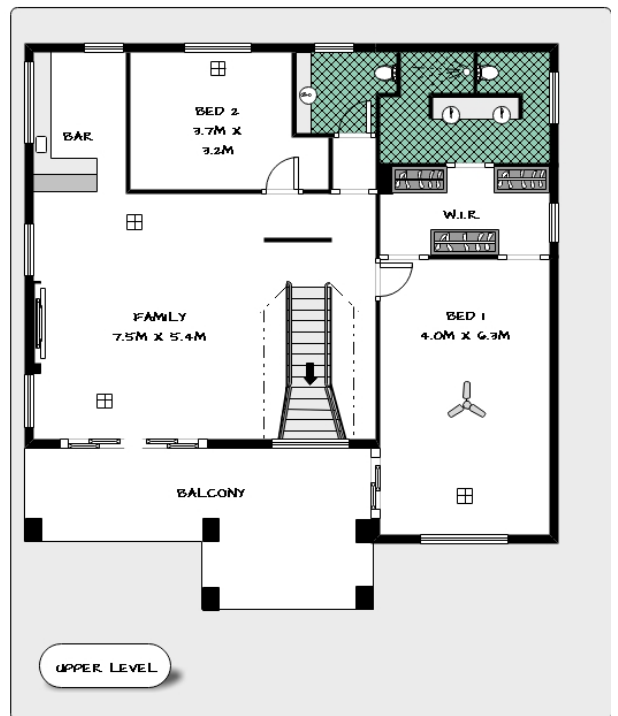 BED 2
3.7M X
3.2M
BAR
W.I.R.
FAMILY
7.5M X 5.4M
BED 1
4.0M X 6.3M
BALCONY
UPPER LEVEL